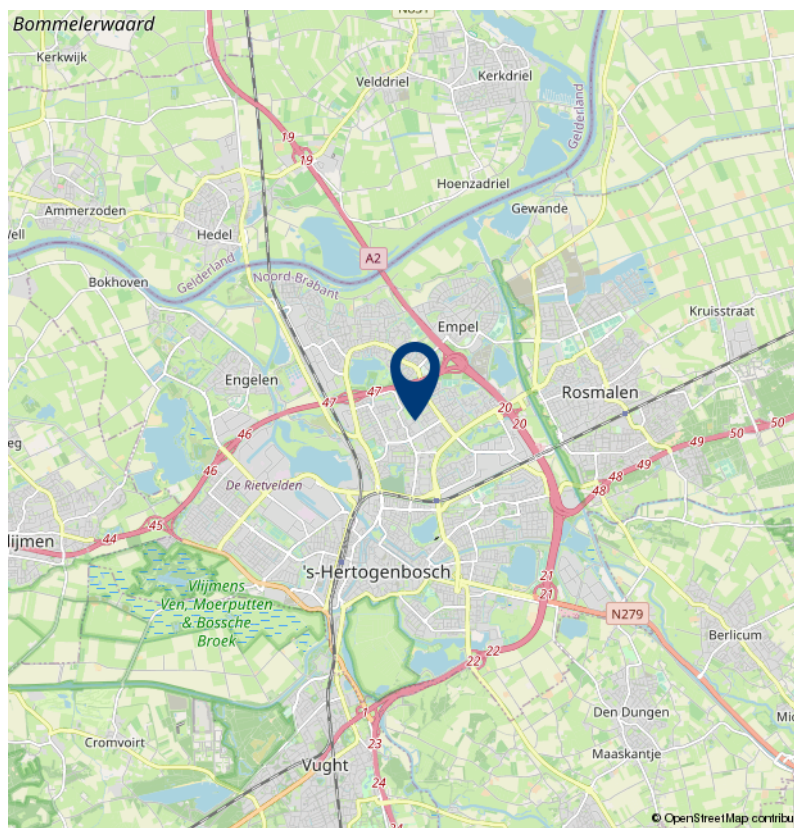 Bommelerwaard
Kerkwijk
Velddriel
Kerkdriel
Gelderland
19
19
Hoenzadriel
Ammerzoden
Gewande
Hedel
A2
Gelderland
Noord-Brabant
Bokhoven
Kruisstraat
Empel
Engelen
47
47
Rosmalen
20
20
46
46
50
50
49
48
48
De Rietvelden
45
44
's-Hertogenbosch
21
21
Vlijmens
Ven, Moerputten
& Bossche
Broek
N279
Berlicum
22
22
1
Den Dungen
23
Cromvoirt
Maaskantje
Vught
24
24
© OpenStreetMap contribu